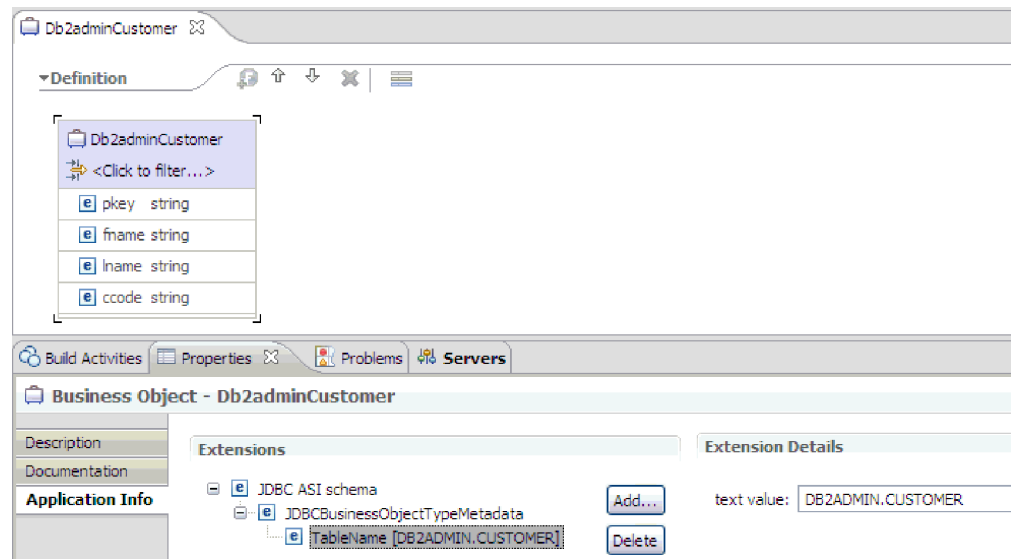 Db2adminCustomer
Definition
Db2adminCustomer
<Click to filter...>
pkey string
fname string
lname string
ccode string
Build Activities Properties Problems Servers
Business Object - Db2adminCustomer
Description
Documentation
Application Info
Extensions
JDBC ASI schema
JDBCBusinessObjectTypeMetadata
TableName [DB2ADMIN.CUSTOMER]
Add...
Delete
Extension Details
text value: DB2ADMIN.CUSTOMER